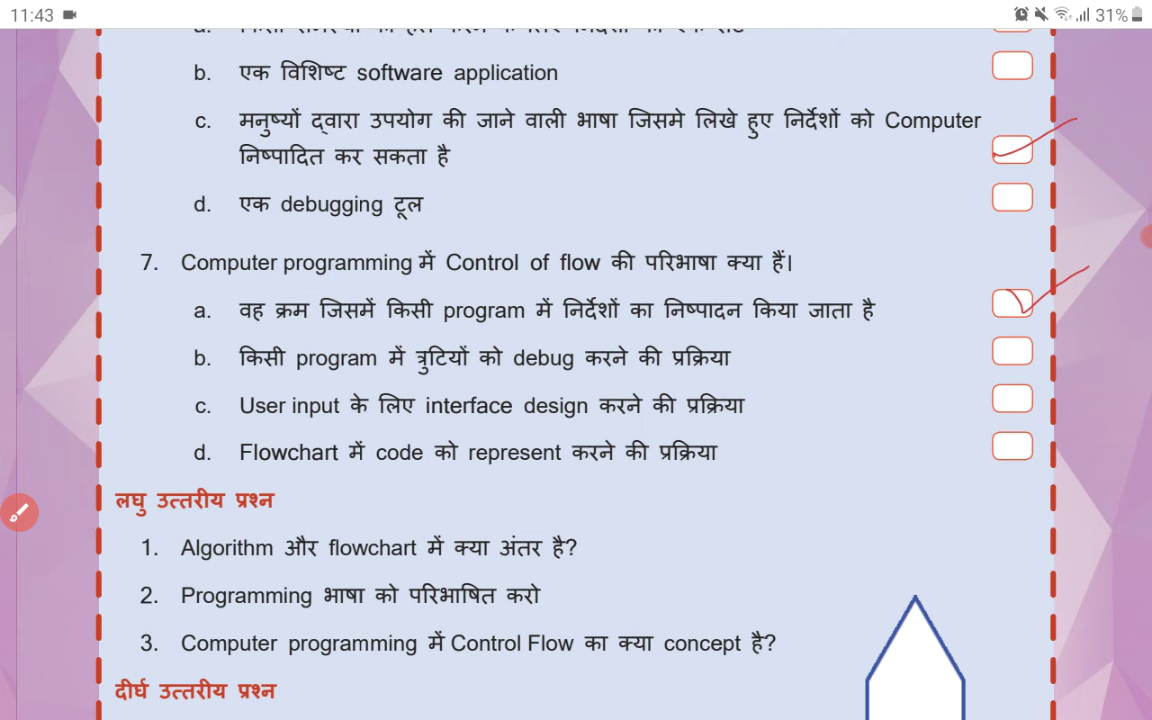 11:43
31%
b. एक विशिष्ट software application
c. मनुष्यों द्वारा उपयोग की जाने वाली भाषा जिसमे लिखे हुए निर्देशों को Computer
निष्पादित कर सकता है
d. एक debugging टूल
7. Computer programming में Control of flow की परिभाषा क्या हैं।
a. वह क्रम जिसमें किसी program में निर्देशों का निष्पादन किया जाता है
b. किसी program में त्रुटियों को debug करने की प्रक्रिया
c. User input के लिए interface design करने की प्रक्रिया
d. Flowchart में code को represent करने की प्रक्रिया
लघु उत्तरीय प्रश्न
1. Algorithm और flowchart में क्या अंतर है?
2. Programming भाषा को परिभाषित करो
3. Computer programming में Control Flow का क्या concept है?
दीर्घ उत्तरीय प्रश्न